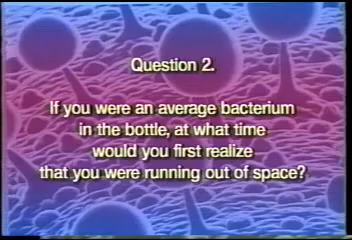 Question 2.
If you were an average bacterium
in the bottle, at what time
would you first realize
that you were running out of space?